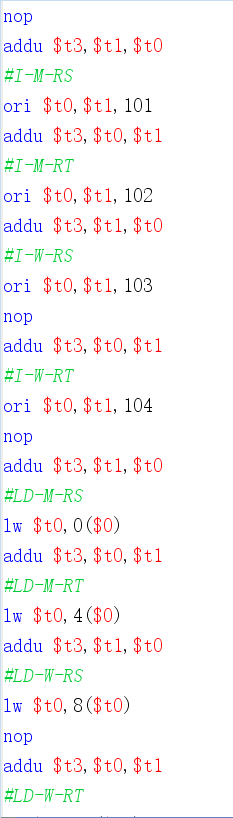 nop
addu $t3,$t1,$t0
#I-M-RS
ori $t0,$t1,101
addu $t3,$t0,$t1
#I-M-RT
ori $t0,$t1,102
addu $t3,$t1,$t0
#I-W-RS
ori $t0,$t1,103
nop
addu $t3,$t0,$t1
#I-W-RT
ori $t0,$t1,104
nop
addu $t3,$t1,$t0
#LD-M-RS
lw $t0,0($0)
addu $t3,$t0,$t1
#LD-M-RT
lw $t0,4($0)
addu $t3,$t1,$t0
#LD-W-RS
lw $t0,8($t0)
nop
addu $t3,$t0,$t1
#LD-W-RT